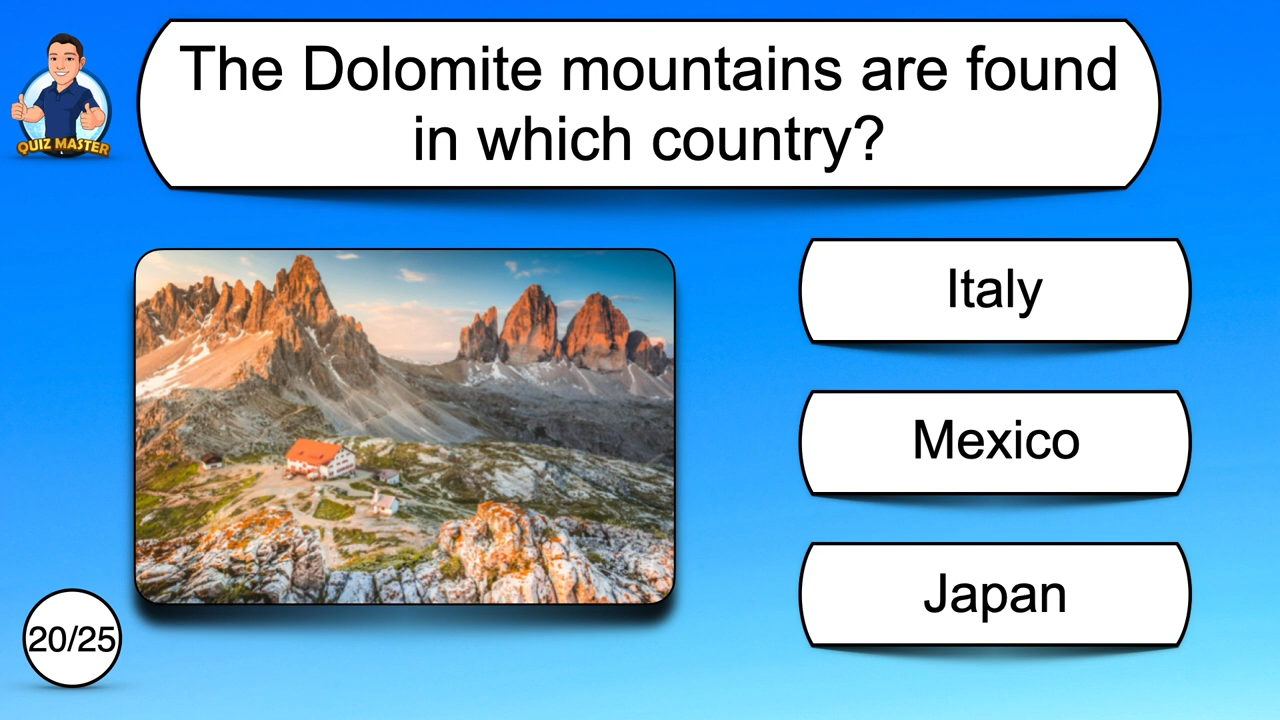 QUIZ MASTER
The Dolomite mountains are found
in which country?
Italy
Mexico
Japan
20/25